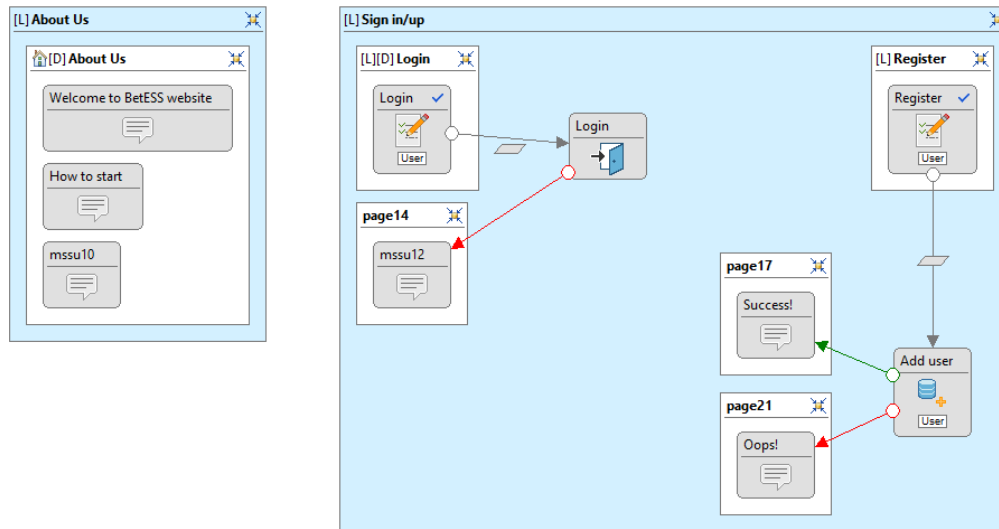 [L] About Us
[D] About Us
Welcome to BetESS website
How to start
mssu10
[L] Sign in/up
[L][D] Login
Login
User
Login
page14
mssu12
[L] Register
Register
User
page17
Success!
Add user
User
page21
Oops!